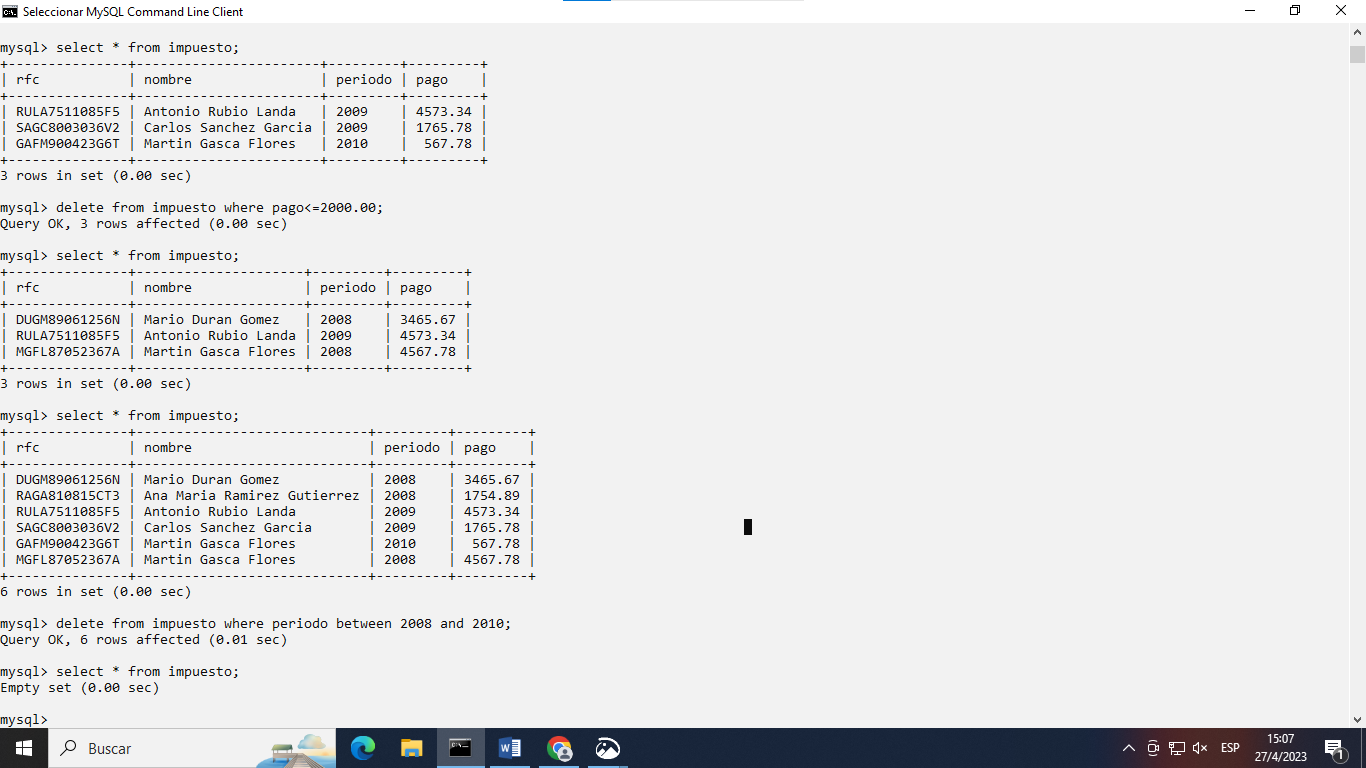 Seleccionar MySQL Command Line Client
mysql> select * from impuesto;
+---------------+------------------------+---------+---------+
| rfc           | nombre                 | periodo | pago    |
+---------------+------------------------+---------+---------+
| RULA7511085F5 | Antonio Rubio Landa   | 2009    | 4573.34 |
| SAGC8003036V2 | Carlos Sanchez Garcia | 2009    | 1765.78 |
| GAFM900423G6T | Martin Gasca Flores   | 2010    |  567.78 |
+---------------+------------------------+---------+---------+
3 rows in set (0.00 sec)
mysql> delete from impuesto where pago<=2000.00;
Query OK, 3 rows affected (0.00 sec)
mysql> select * from impuesto;
+---------------+---------------------+---------+---------+
| rfc           | nombre              | periodo | pago    |
+---------------+---------------------+---------+---------+
| DUGM89061256N | Mario Duran Gomez   | 2008    | 3465.67 |
| RULA7511085F5 | Antonio Rubio Landa | 2009    | 4573.34 |
| MGFL87052367A | Martin Gasca Flores | 2008    | 4567.78 |
+---------------+---------------------+---------+---------+
3 rows in set (0.00 sec)
mysql> select * from impuesto;
+---------------+-----------------------------+---------+---------+
| rfc           | nombre                      | periodo | pago    |
+---------------+-----------------------------+---------+---------+
| DUGM89061256N | Mario Duran Gomez           | 2008    | 3465.67 |
| RAGA810815CT3 | Ana Maria Ramirez Gutierrez | 2008    | 1754.89 |
| RULA7511085F5 | Antonio Rubio Landa         | 2009    | 4573.34 |
| SAGC8003036V2 | Carlos Sanchez Garcia       | 2009    | 1765.78 |
| GAFM900423G6T | Martin Gasca Flores         | 2010    |  567.78 |
| MGFL87052367A | Martin Gasca Flores         | 2008    | 4567.78 |
+---------------+-----------------------------+---------+---------+
6 rows in set (0.00 sec)
mysql> delete from impuesto where periodo between 2008 and 2010;
Query OK, 6 rows affected (0.01 sec)
mysql> select * from impuesto;
Empty set (0.00 sec)
mysql>
Buscar
ESP
15:07
27/4/2023
1